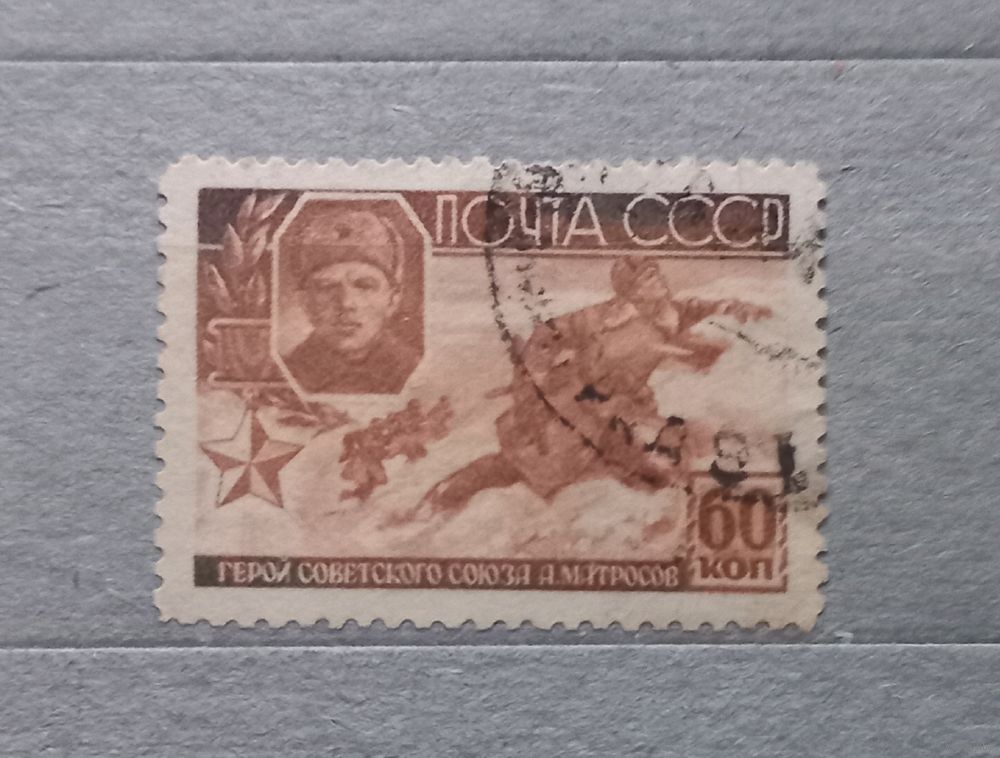 ПОЧТА СССР
60
КОП
ГЕРОЙ СОВЕТСКОГО СОЮЗА А.МАТРОСОВ